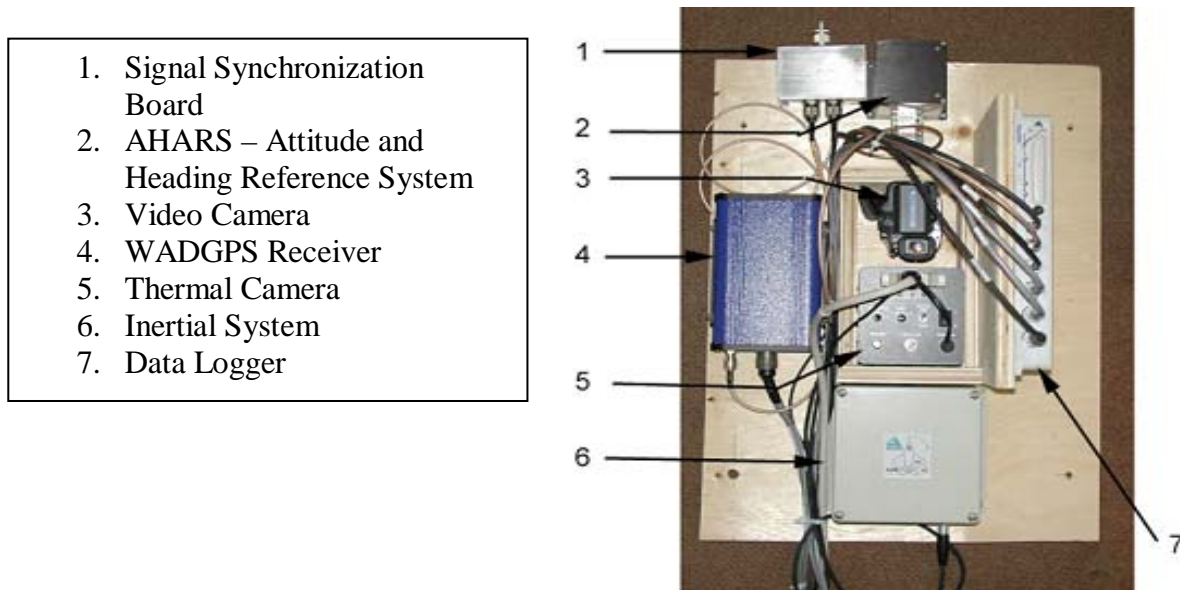 1. Signal Synchronization
Board
2. AHARS – Attitude and
Heading Reference System
3. Video Camera
4. WADGPS Receiver
5. Thermal Camera
6. Inertial System
7. Data Logger
1
2
3
4
5
6
7